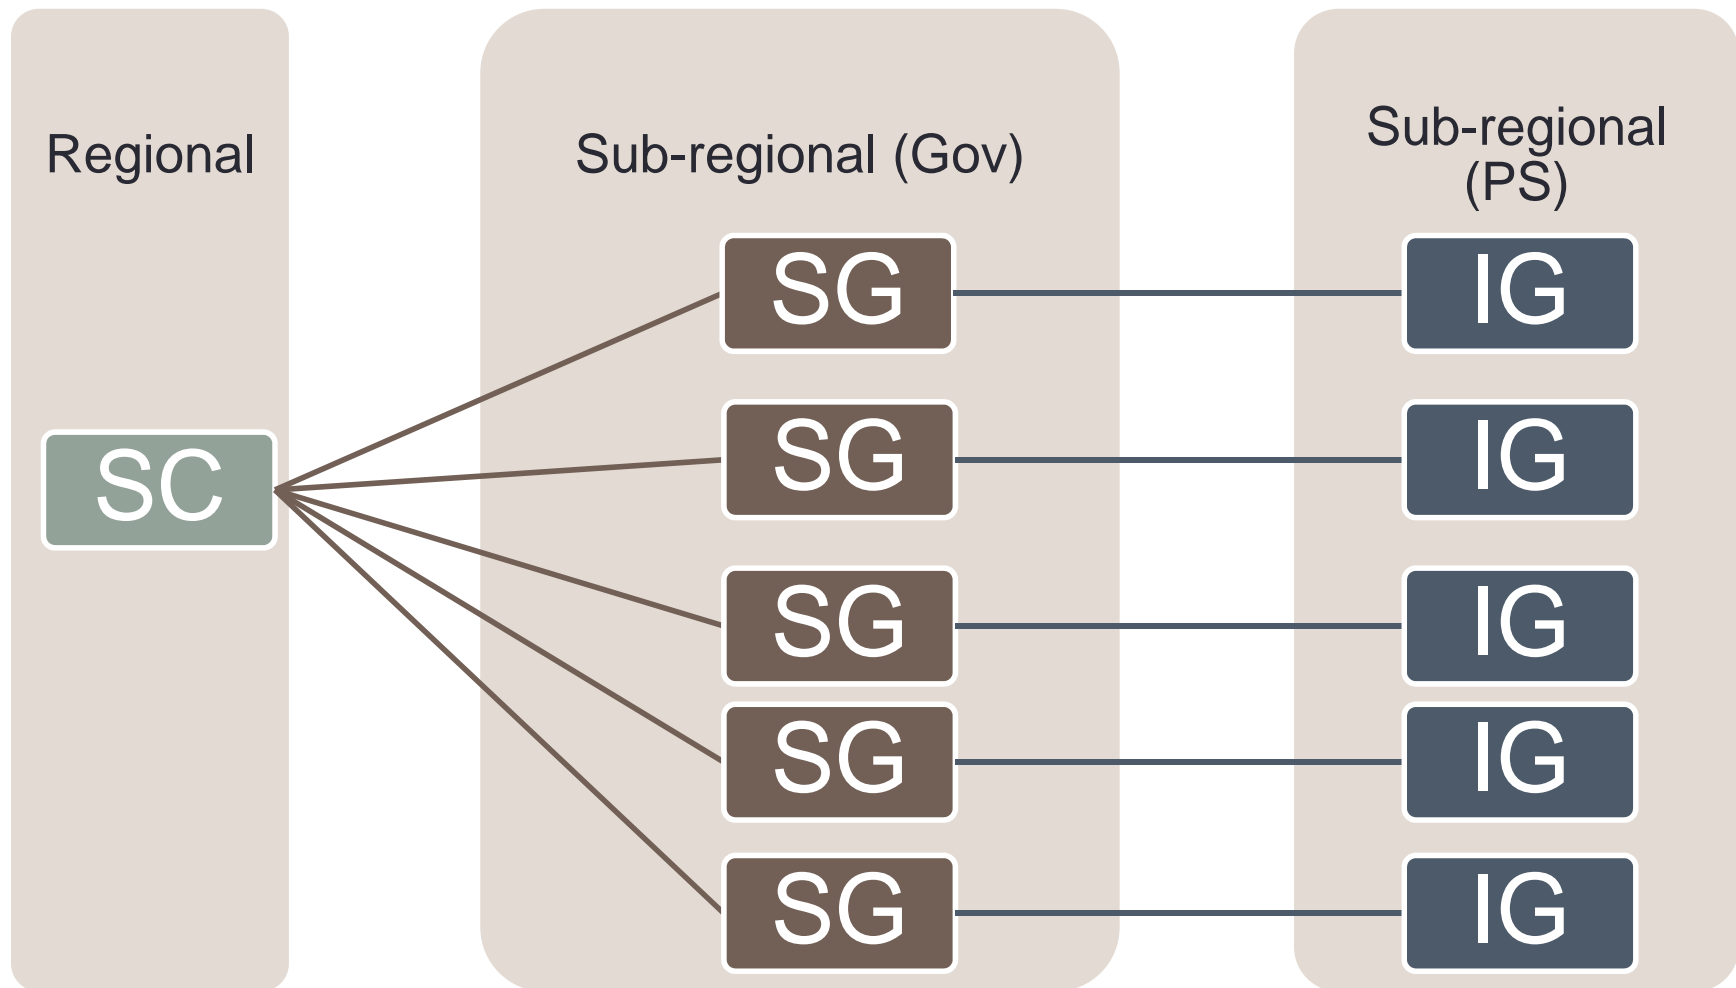 Regional
Sub-regional (Gov)
Sub-regional
(PS)
SC
SG
IG
SG
IG
SG
IG
SG
IG
SG
IG